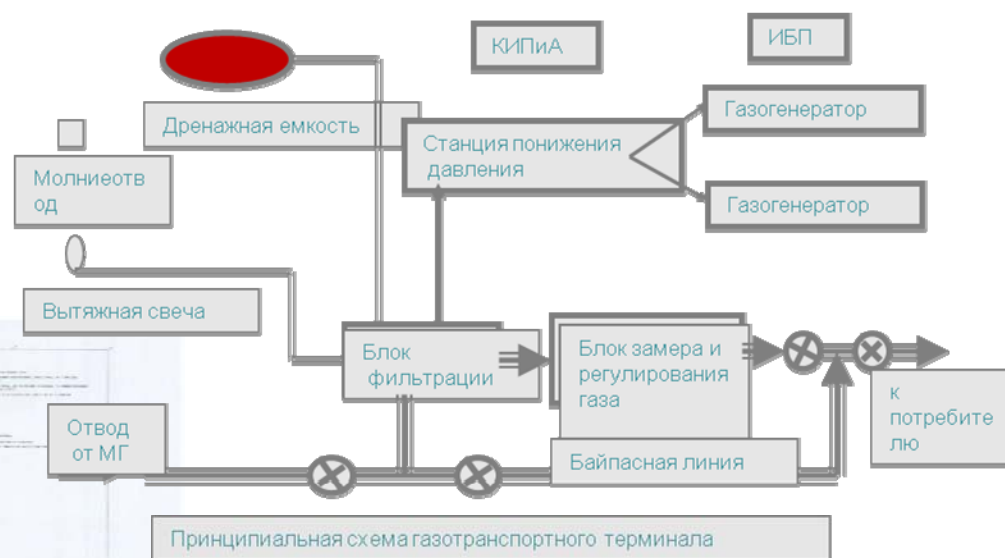 КИПиА
ИБП
Дренажная емкость
Газогенератор
Станция понижения
давления
Молниеотв
од
Газогенератор
Вытяжная свеча
Блок
фильтрации
Блок замера и
регулирования
газа
к
потребите
лю
Отвод
от МГ
Байпасная линия
Принципиальная схема газотранспортного терминала